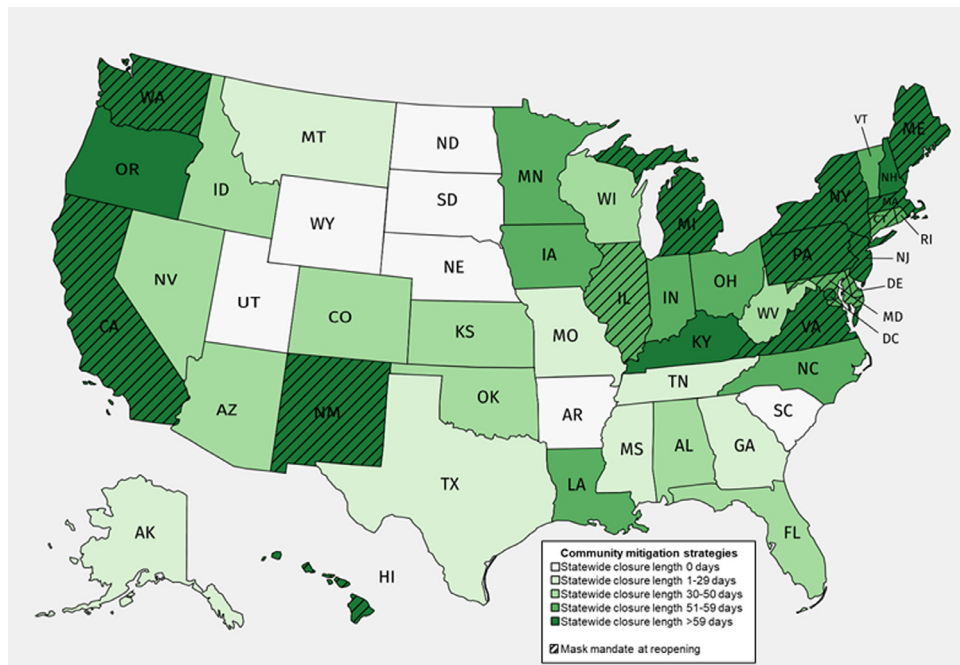 WA
MT
ND
MN
VT
ME
OR
ID
SD
WI
NH
NY
MA
CT
MI
RI
WY
NE
IA
PA
NJ
NV
UT
CO
IL
IN
OH
DE
WV
MD
CA
KS
MO
KY
VA
DC
TN
NC
AZ
NM
OK
AR
SC
MS
AL
GA
TX
LA
AK
FL
HI
Community mitigation strategies
Statewide closure length 0 days
Statewide closure length 1-29 days
Statewide closure length 30-50 days
Statewide closure length 51-59 days
Statewide closure length >59 days
Mask mandate at reopening